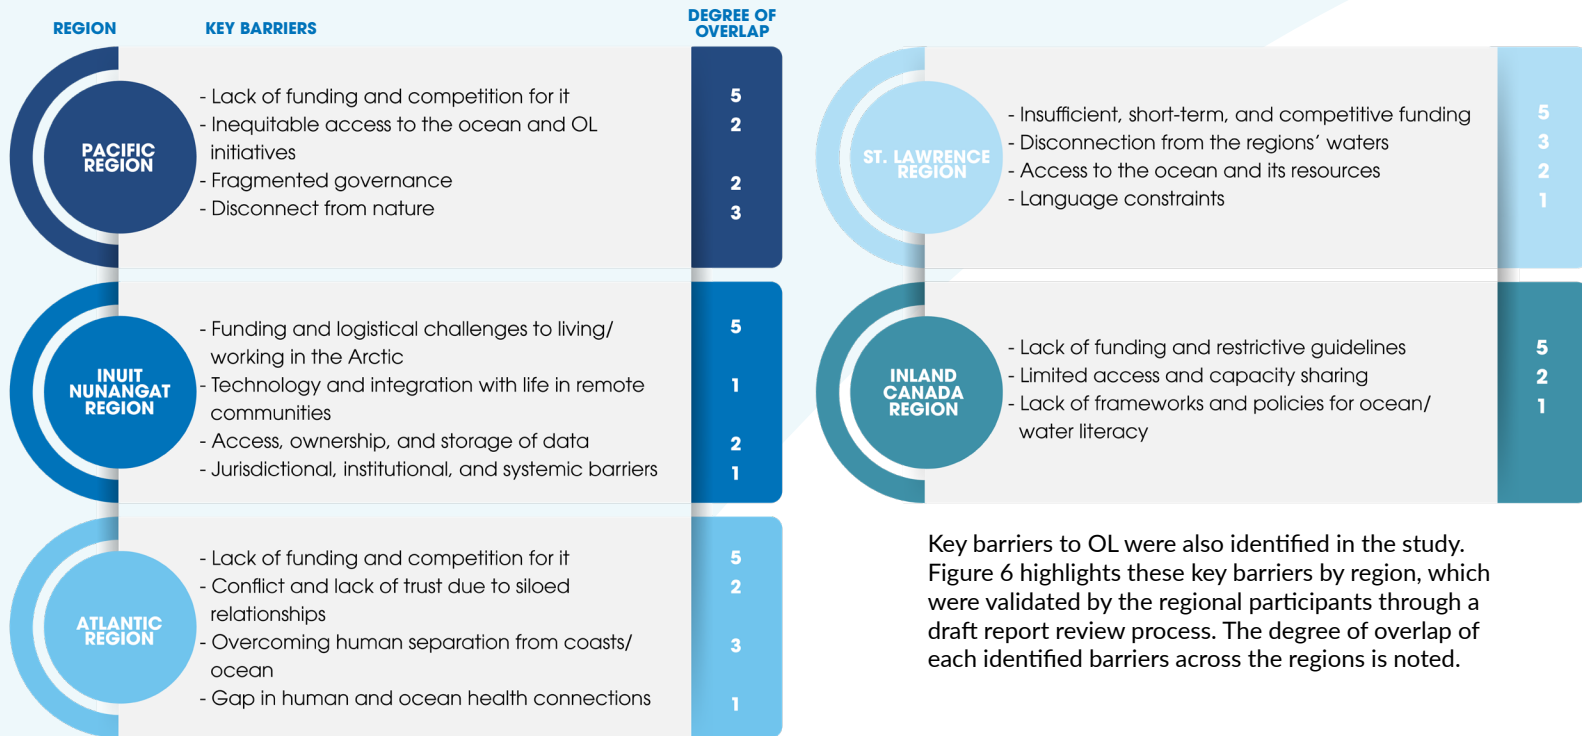 REGION
KEY BARRIERS
DEGREE OF
OVERLAP
PACIFIC
REGION
- Lack of funding and competition for it 5
- Inequitable access to the ocean and OL 2
initiatives
- Fragmented governance 2
- Disconnect from nature 3
INUIT
NUNANGAT
REGION
- Funding and logistical challenges to living/ 5
working in the Arctic
- Technology and integration with life in remote 1
communities
- Access, ownership, and storage of data 2
- Jurisdictional, institutional, and systemic barriers 1
ATLANTIC
REGION
- Lack of funding and competition for it 5
- Conflict and lack of trust due to siloed 2
relationships
- Overcoming human separation from coasts/ 3
ocean
- Gap in human and ocean health connections 1
ST. LAWRENCE
REGION
- Insufficient, short-term, and competitive funding 5
- Disconnection from the regions' waters 3
- Access to the ocean and its resources 2
- Language constraints 1
INLAND
CANADA
REGION
- Lack of funding and restrictive guidelines 5
- Limited access and capacity sharing 2
- Lack of frameworks and policies for ocean/ 1
water literacy
Key barriers to OL were also identified in the study.
Figure 6 highlights these key barriers by region, which
were validated by the regional participants through a
draft report review process. The degree of overlap of
each identified barriers across the regions is noted.